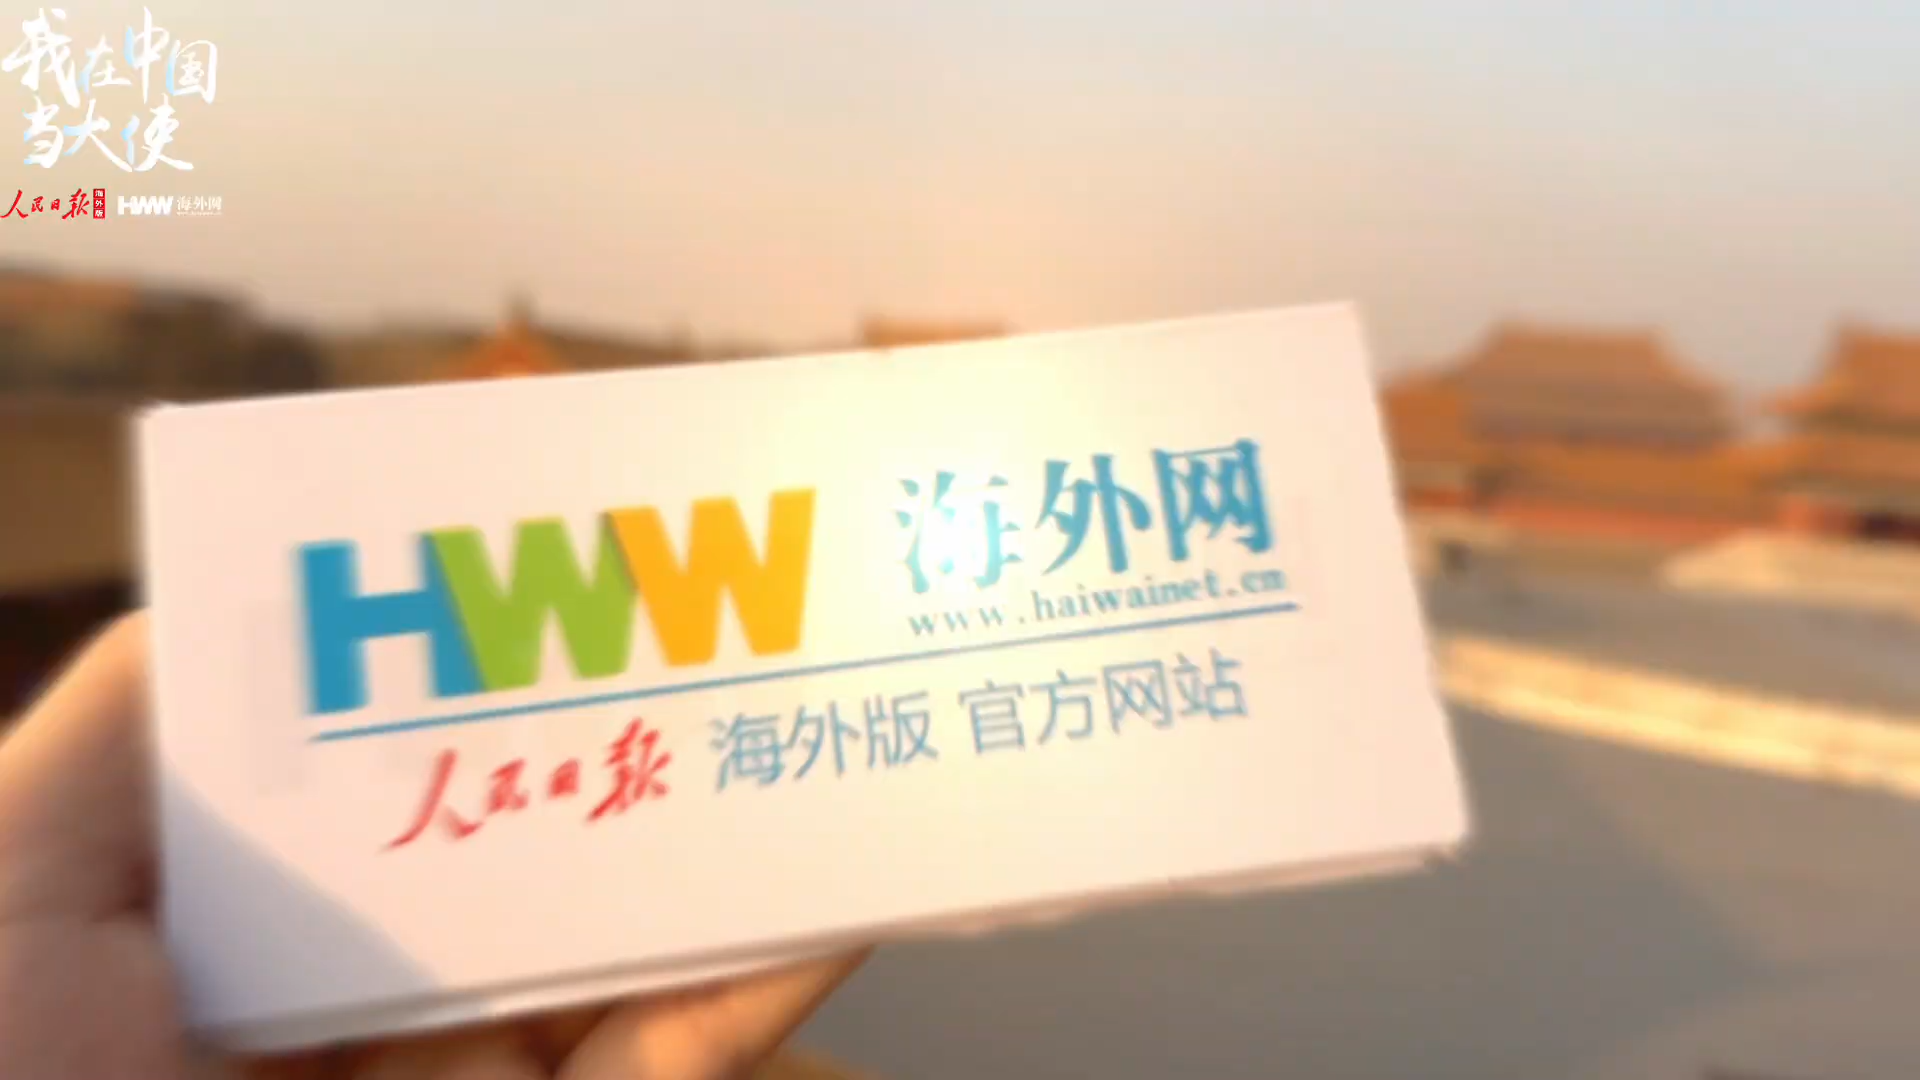 我在中国
当大使
人民日报 海外版 HWW 海外网
HWW 海外网
www.haiwainet.cn
人民日报 海外版 官方网站